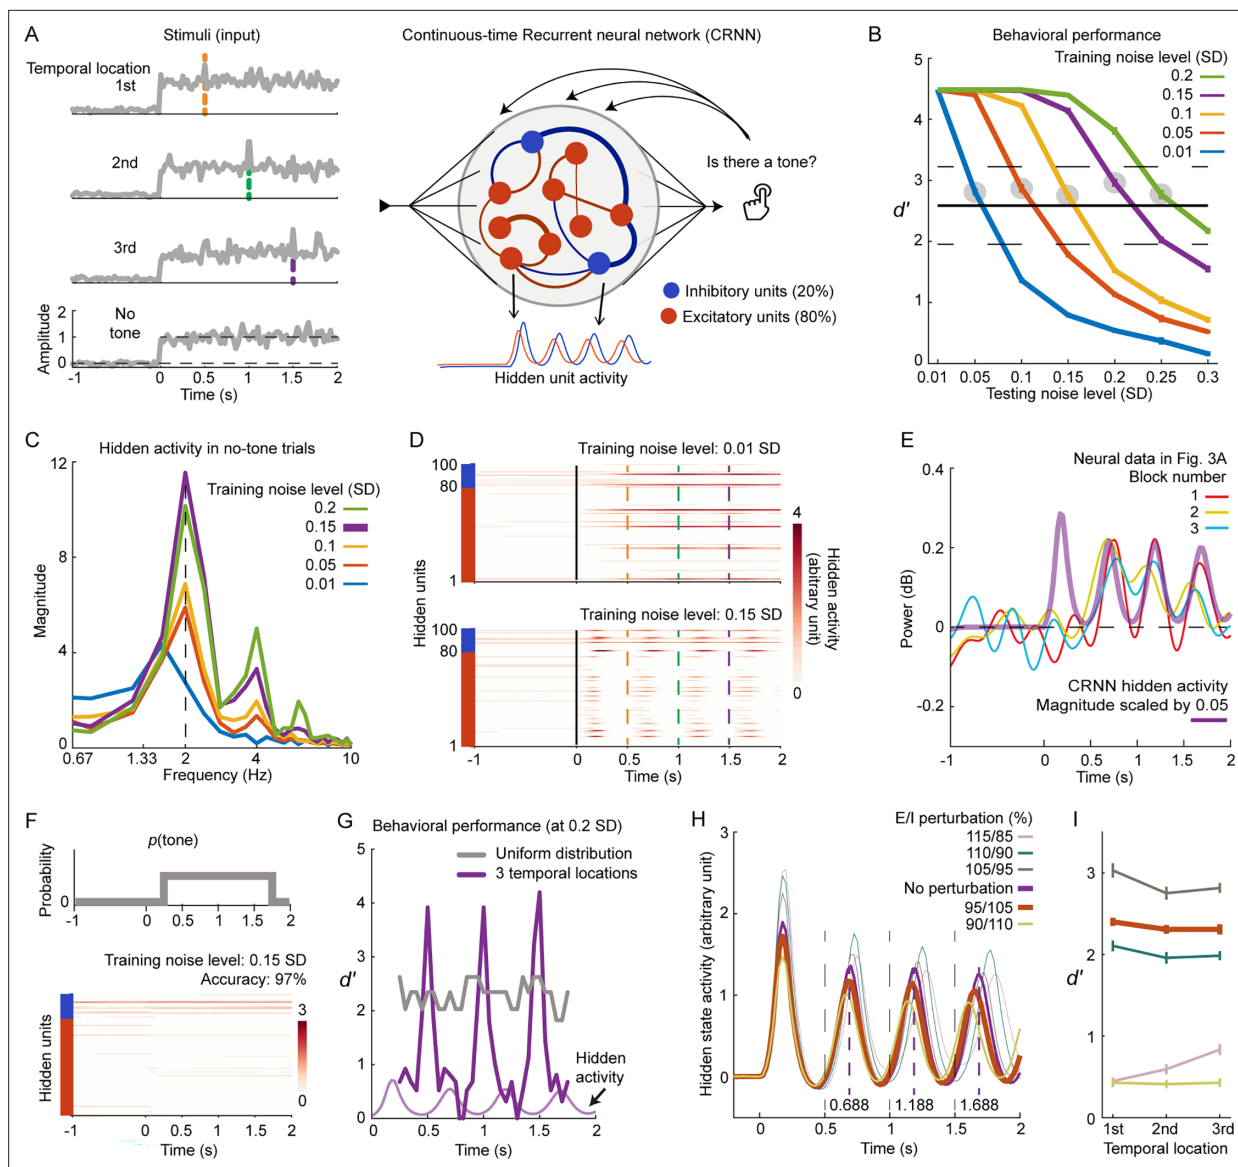 A
Stimuli (input)
Temporal location
1st
2nd
3rd
No
tone
Amplitude
2
1
0
-1 0 0.5 1 1.5 2
Time (s)
Continuous-time Recurrent neural network (CRNN)
Is there a tone?
Inhibitory units (20%)
Excitatory units (80%)
Hidden unit activity
B
Behavioral performance
Training noise level (SD)
0.2
0.15
0.1
0.05
0.01
d'
5
4
3
2
1
0
0.01 0.05 0.1 0.15 0.2 0.25 0.3
Testing noise level (SD)
C
Hidden activity in no-tone trials
Training noise level (SD)
0.2
0.15
0.1
0.05
0.01
Magnitude
12
8
4
0
0.67 1.33 2 4 10
Frequency (Hz)
D
Training noise level: 0.01 SD
100
80
1
Training noise level: 0.15 SD
100
80
1
Hidden units
-1 0 0.5 1 1.5 2
Time (s)
4
0
Hidden activity
(abitrary unit)
E
Neural data in Fig. 3A
Block number
1
2
3
Power (dB)
0.4
0.2
0
-0.2
CRNN hidden activity
Magnitude scaled by 0.05
-1 0 0.5 1 1.5 2
Time (s)
F
p(tone)
Probability
0
-1 0 0.5 1 1.5 2
Training noise level: 0.15 SD
Accuracy: 97%
Hidden units
3
0
-1 0 0.5 1 1.5 2
Time (s)
G
Behavioral performance (at 0.2 SD)
Uniform distribution
3 temporal locations
d'
5
4
3
2
1
0
Hidden
activity
0 0.5 1 1.5 2
Time (s)
H
E/I perturbation (%)
115/85
110/90
105/95
No perturbation
95/105
90/110
Hidden state activity (arbitrary unit)
3
2
1
0
0.688 1.188 1.688
0 0.5 1 1.5 2
Time (s)
I
d'
3
2
1
0
1st 2nd 3rd
Temporal location